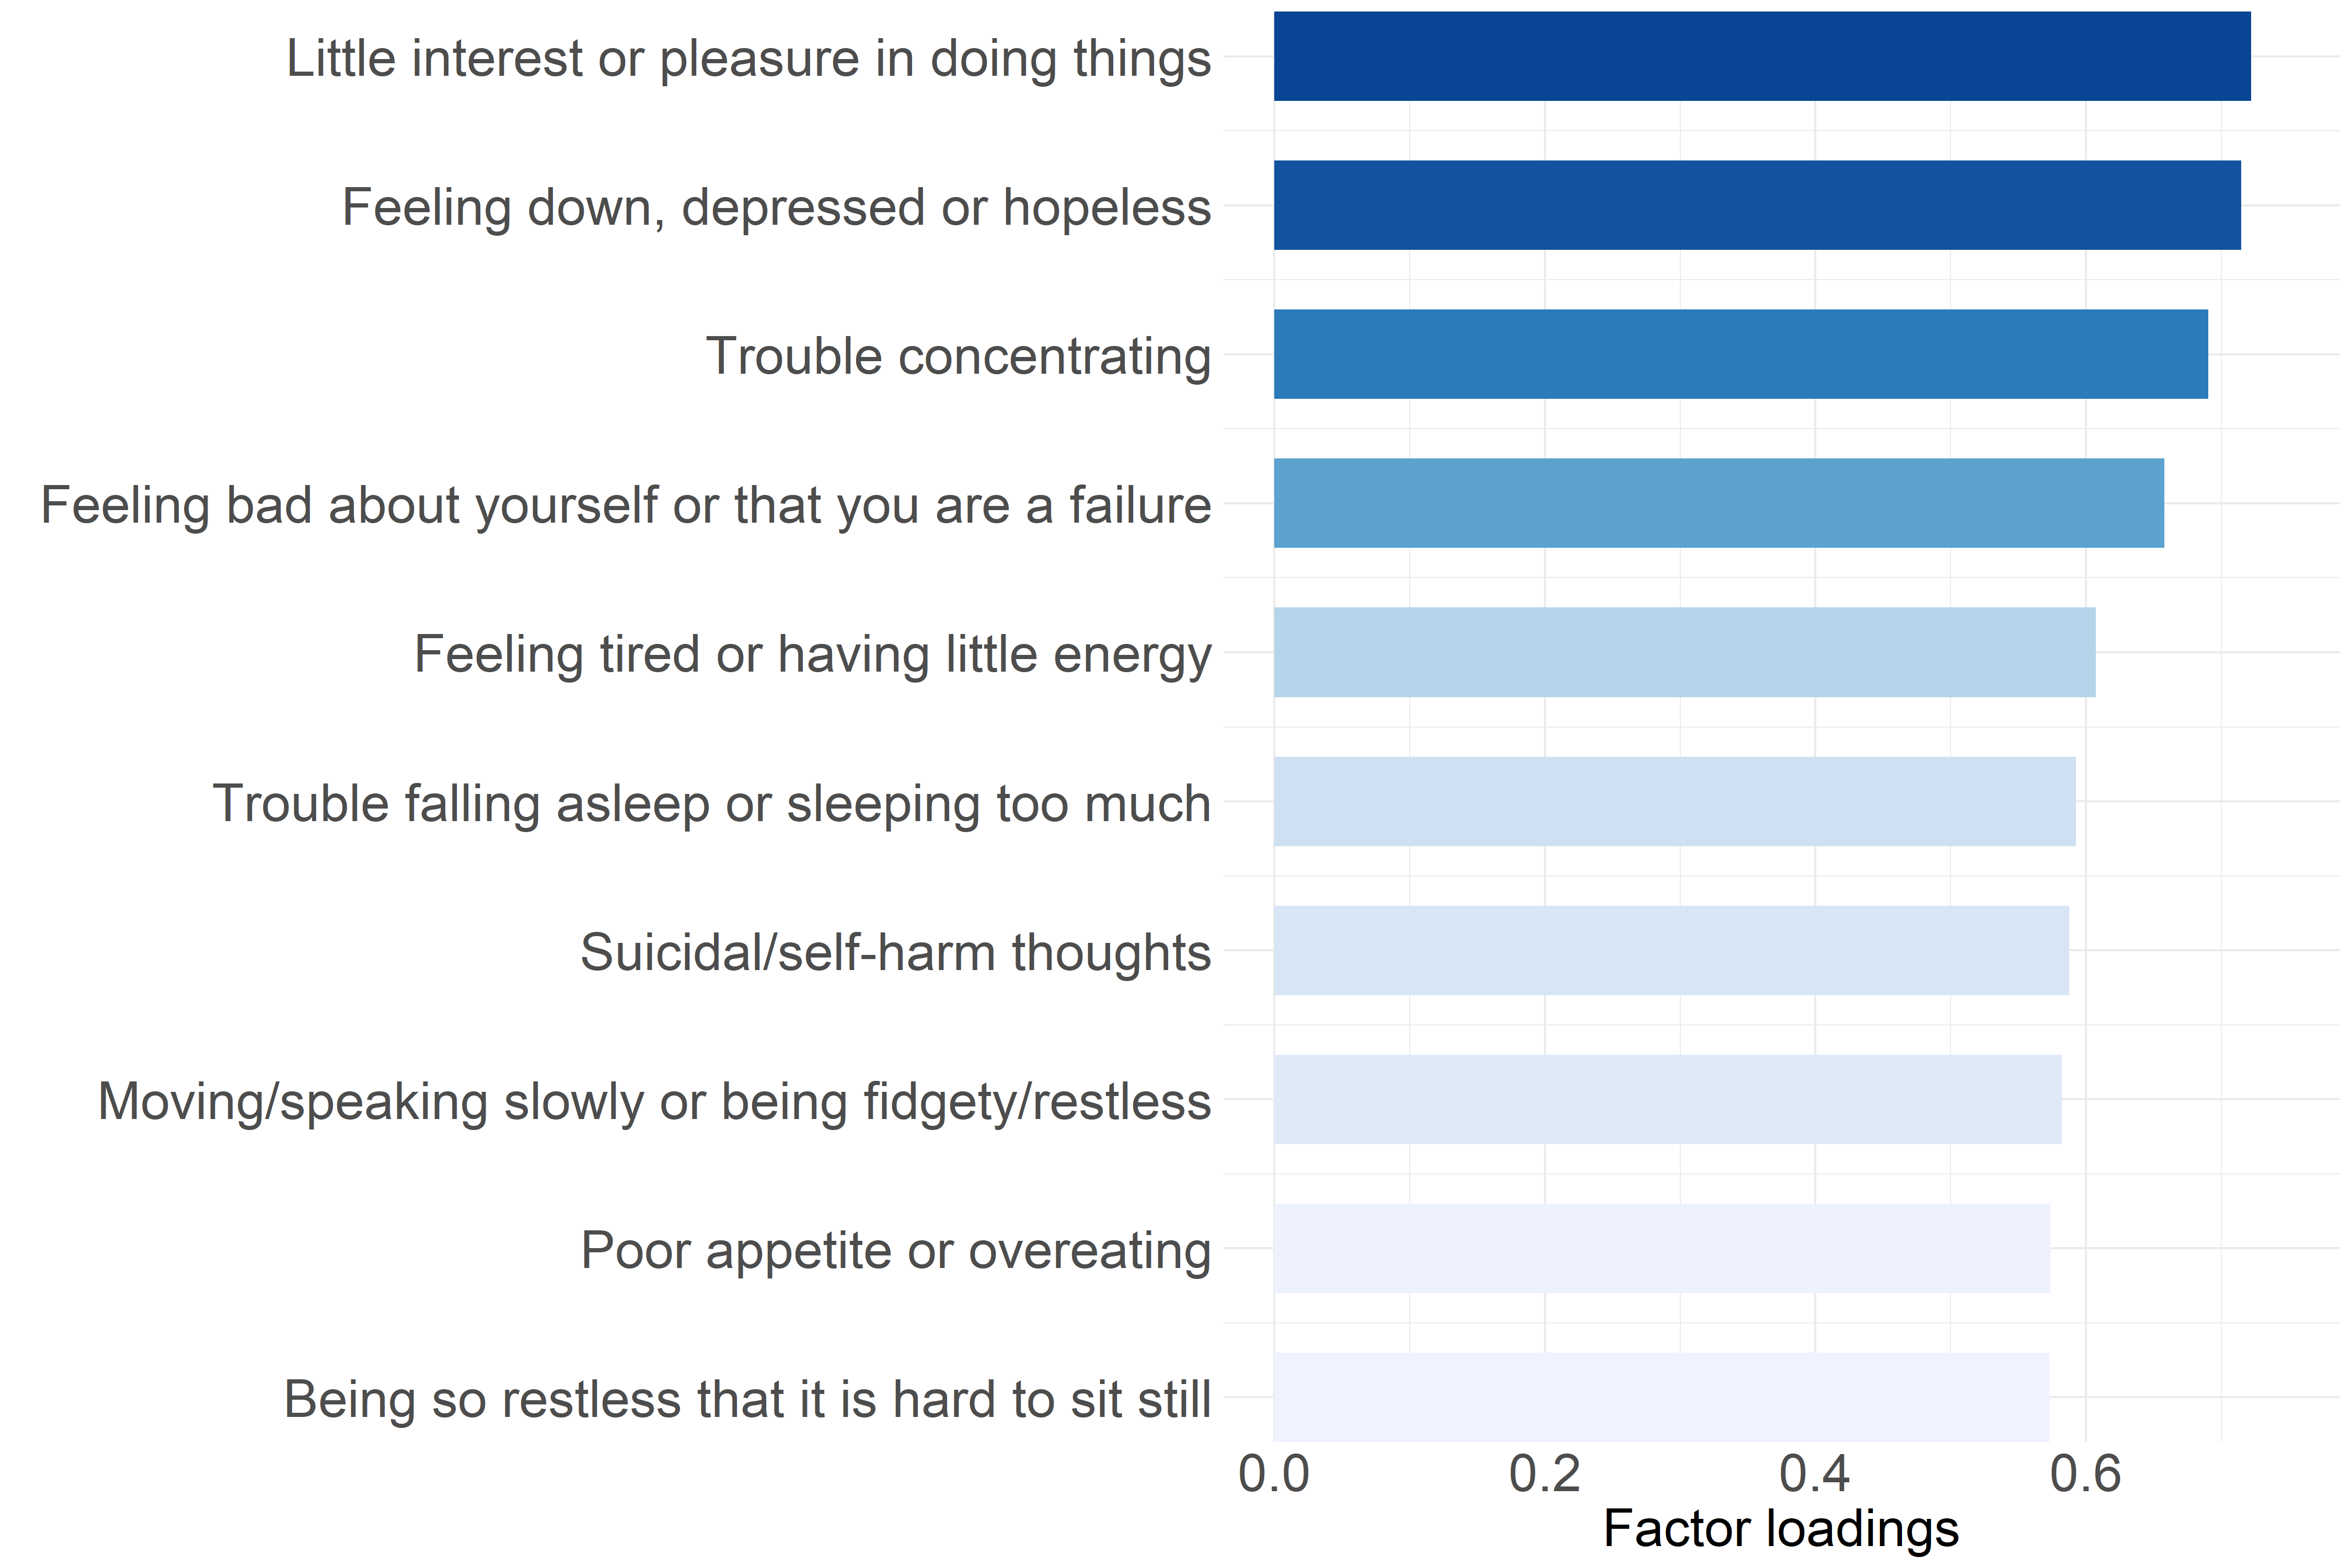 Little interest or pleasure in doing things
Feeling down, depressed or hopeless
Trouble concentrating
Feeling bad about yourself or that you are a failure
Feeling tired or having little energy
Trouble falling asleep or sleeping too much
Suicidal/self-harm thoughts
Moving/speaking slowly or being fidgety/restless
Poor appetite or overeating
Being so restless that it is hard to sit still
0.0 0.2 0.4 0.6
Factor loadings